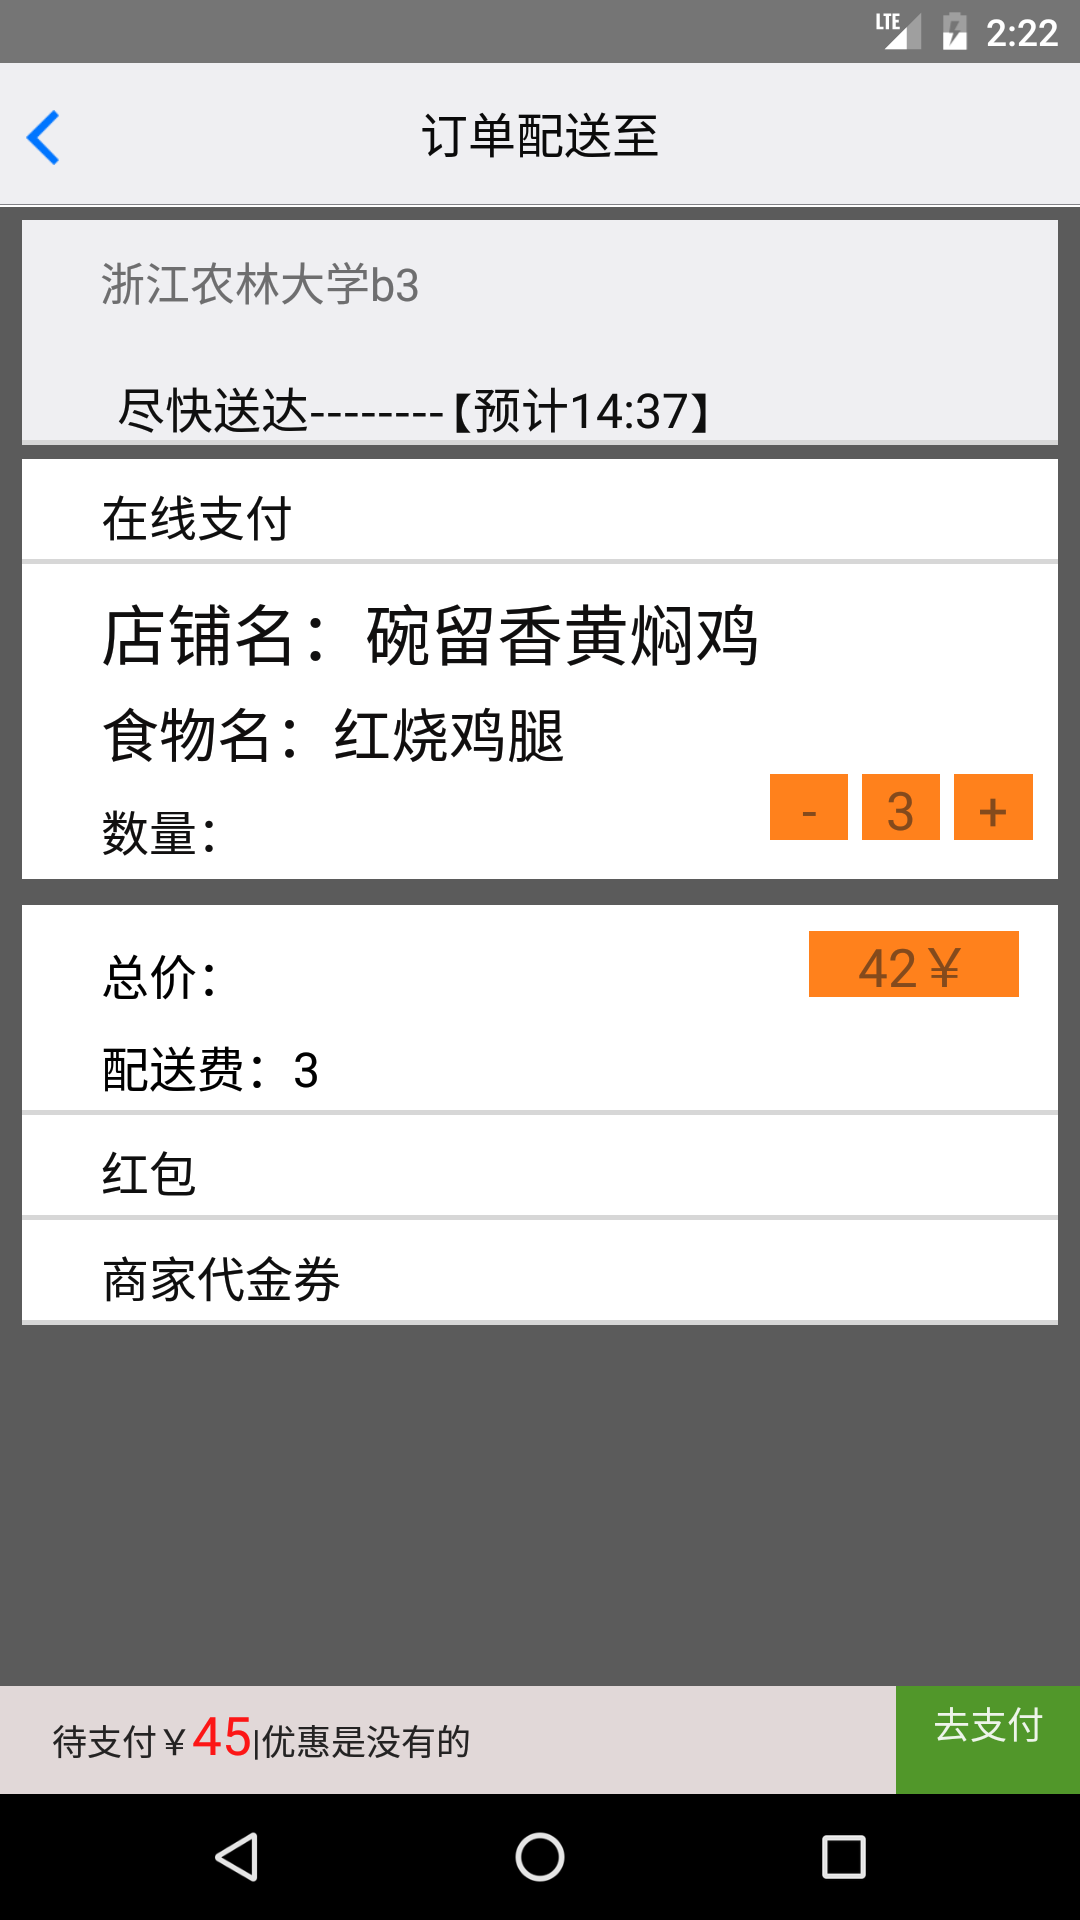 LTE 2:22
订单配送至
浙江农林大学b3
尽快送达--------【预计14:37】
在线支付
店铺名：碗留香黄焖鸡
食物名：红烧鸡腿
数量： - 3 +
总价： 42￥
配送费：3
红包
商家代金券
待支付￥45|优惠是没有的 去支付